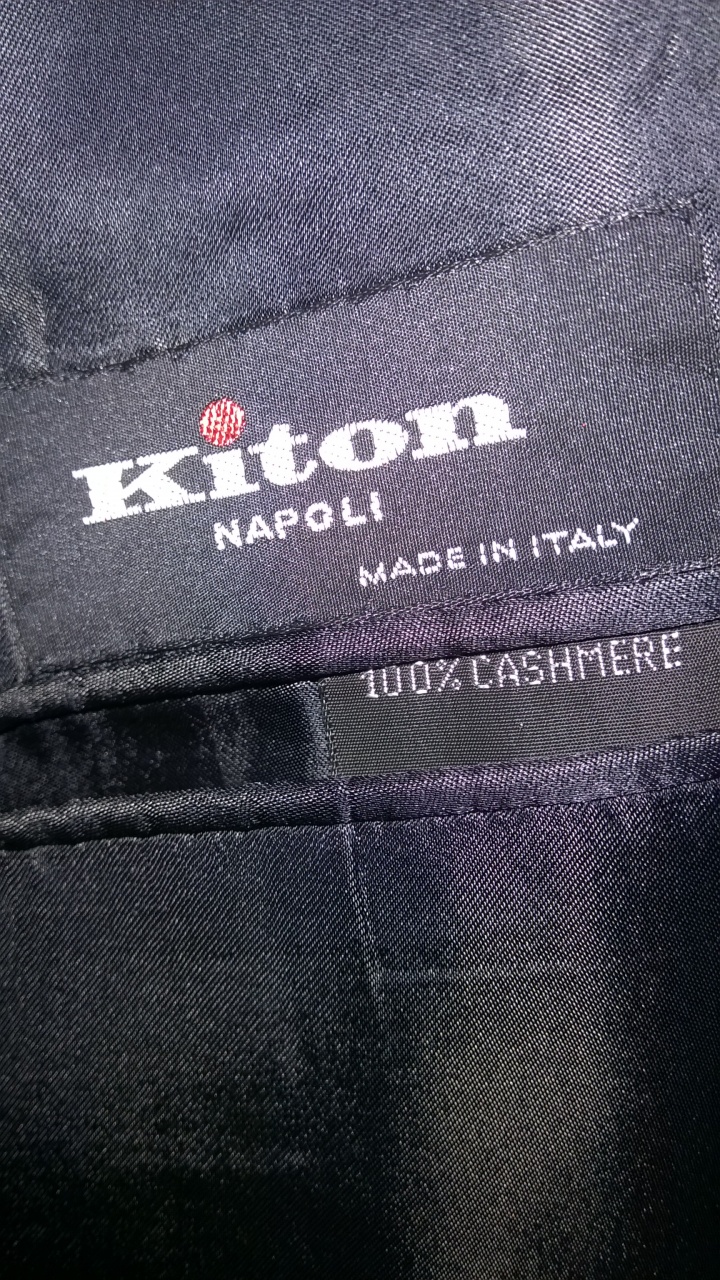 Kiton
NAPOLI
MADE IN ITALY
100% CASHMERE